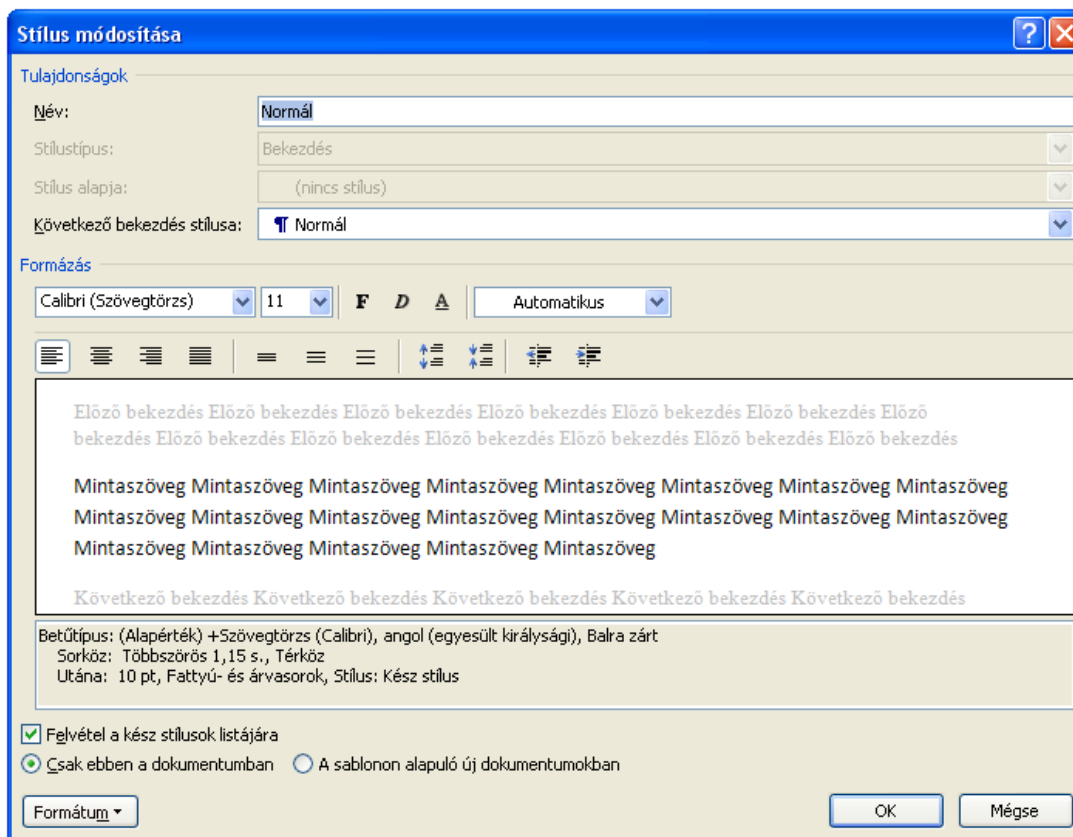 Stílus módosítása
Tulajdonságok
Név: Normál
Stílustípus: Bekezdés
Stílus alapja: (nincs stílus)
Következő bekezdés stílusa: ¶ Normál
Formázás
Calibri (Szövegtörzs) 11 F D A Automatikus
Előző bekezdés Előző bekezdés Előző bekezdés Előző bekezdés Előző bekezdés Előző bekezdés Előző
bekezdés Előző bekezdés Előző bekezdés Előző bekezdés Előző bekezdés Előző bekezdés Előző bekezdés
Mintaszöveg Mintaszöveg Mintaszöveg Mintaszöveg Mintaszöveg Mintaszöveg Mintaszöveg Mintaszöveg
Mintaszöveg Mintaszöveg Mintaszöveg Mintaszöveg Mintaszöveg Mintaszöveg Mintaszöveg Mintaszöveg
Mintaszöveg Mintaszöveg Mintaszöveg Mintaszöveg Mintaszöveg
Következő bekezdés Következő bekezdés Következő bekezdés Következő bekezdés Következő bekezdés
Betűtípus: (Alapérték) +Szövegtörzs (Calibri), angol (egyesült királysági), Balra zárt
Sorköz: Többszörös 1,15 s., Térköz
Utána: 10 pt, Fattyú- és árvasorok, Stílus: Kész stílus
Felvétel a kész stílusok listájára
Csak ebben a dokumentumban A sablonon alapuló új dokumentumokban
Formátum OK Mégse